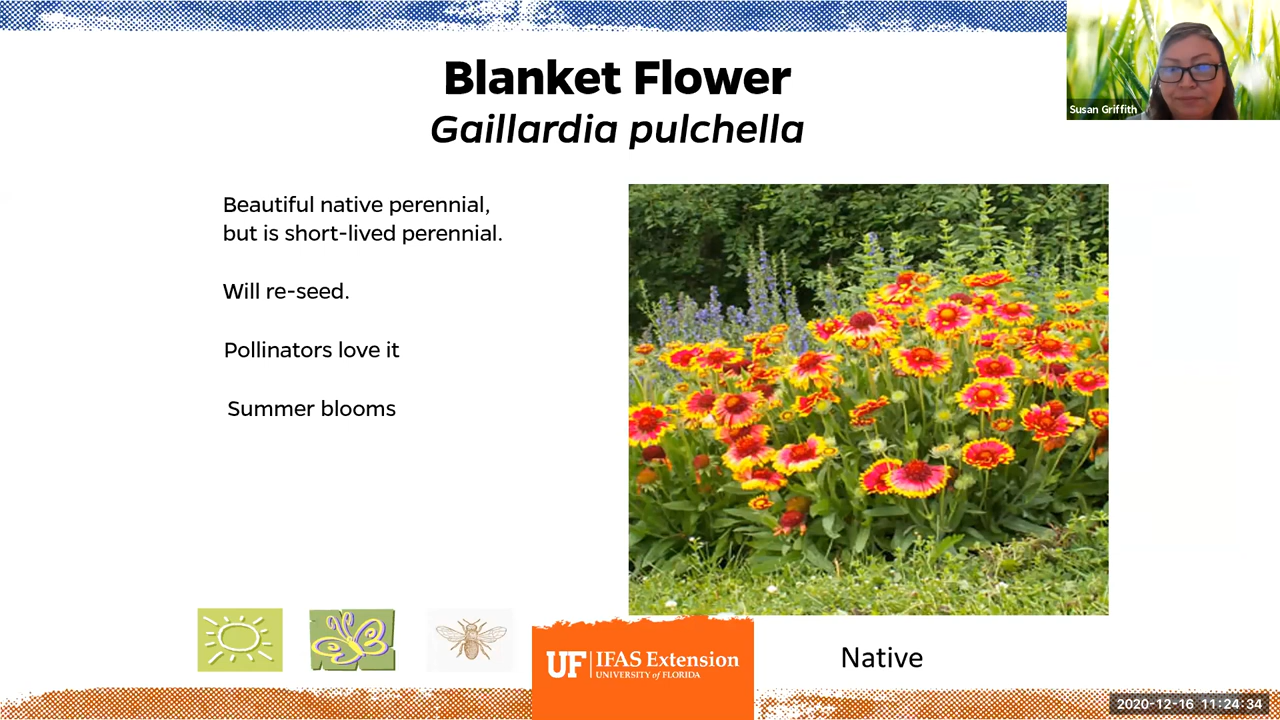 Blanket Flower
Gaillardia pulchella
Susan Griffith
Beautiful native perennial,
but is short-lived perennial.
Will re-seed.
Pollinators love it
Summer blooms
UF IFAS Extension
UNIVERSITY of FLORIDA
Native
2020-12-16 11:24:34